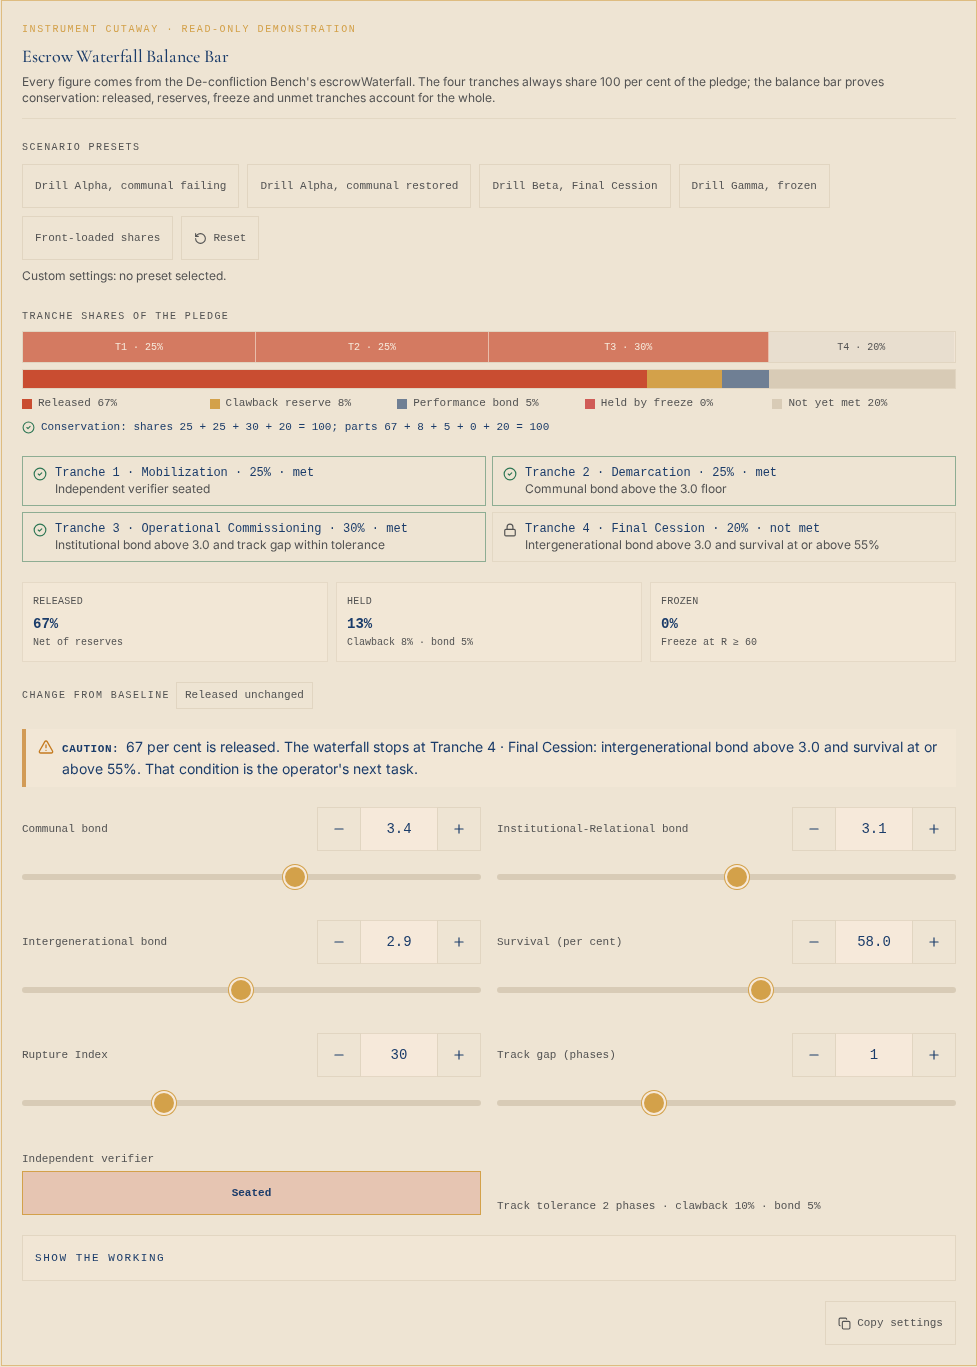 INSTRUMENT CUTAWAY · READ-ONLY DEMONSTRATION
Escrow Waterfall Balance Bar
Every figure comes from the De-confliction Bench's escrowWaterfall. The four tranches always share 100 per cent of the pledge; the balance bar proves
conservation: released, reserves, freeze and unmet tranches account for the whole.
SCENARIO PRESETS
Drill Alpha, communal failing
Drill Alpha, communal restored
Drill Beta, Final Cession
Drill Gamma, frozen
Front-loaded shares
Reset
Custom settings: no preset selected.
TRANCHE SHARES OF THE PLEDGE
T1 · 25%
T2 · 25%
T3 · 30%
T4 · 20%
Released 67%
Clawback reserve 8%
Performance bond 5%
Held by freeze 0%
Not yet met 20%
Conservation: shares 25 + 25 + 30 + 20 = 100; parts 67 + 8 + 5 + 0 + 20 = 100
Tranche 1 · Mobilization · 25% · met
Independent verifier seated
Tranche 2 · Demarcation · 25% · met
Communal bond above the 3.0 floor
Tranche 3 · Operational Commissioning · 30% · met
Institutional bond above 3.0 and track gap within tolerance
Tranche 4 · Final Cession · 20% · not met
Intergenerational bond above 3.0 and survival at or above 55%
RELEASED
67%
Net of reserves
HELD
13%
Clawback 8% · bond 5%
FROZEN
0%
Freeze at R ≥ 60
CHANGE FROM BASELINE
Released unchanged
CAUTION: 67 per cent is released. The waterfall stops at Tranche 4 · Final Cession: intergenerational bond above 3.0 and survival at or
above 55%. That condition is the operator's next task.
Communal bond
− 3.4 +
Institutional-Relational bond
− 3.1 +
Intergenerational bond
− 2.9 +
Survival (per cent)
− 58.0 +
Rupture Index
− 30 +
Track gap (phases)
− 1 +
Independent verifier
Seated
Track tolerance 2 phases · clawback 10% · bond 5%
SHOW THE WORKING
Copy settings